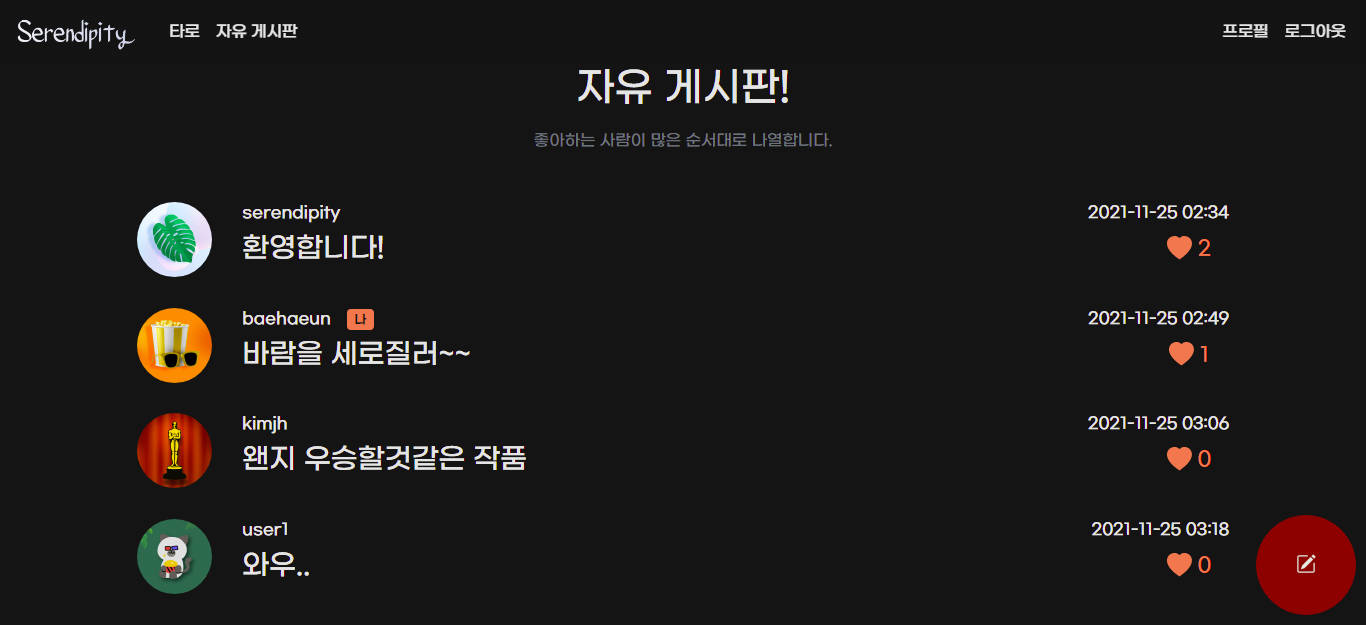 Serendipity 타로 자유 게시판 프로필 로그아웃
자유 게시판!
좋아하는 사람이 많은 순서대로 나열합니다.
serendipity 2021-11-25 02:34
환영합니다! 2
baehaeun 나 2021-11-25 02:49
바람을 세로질러~~ 1
kimjh 2021-11-25 03:06
왠지 우승할것같은 작품 0
user1 2021-11-25 03:18
와우.. 0